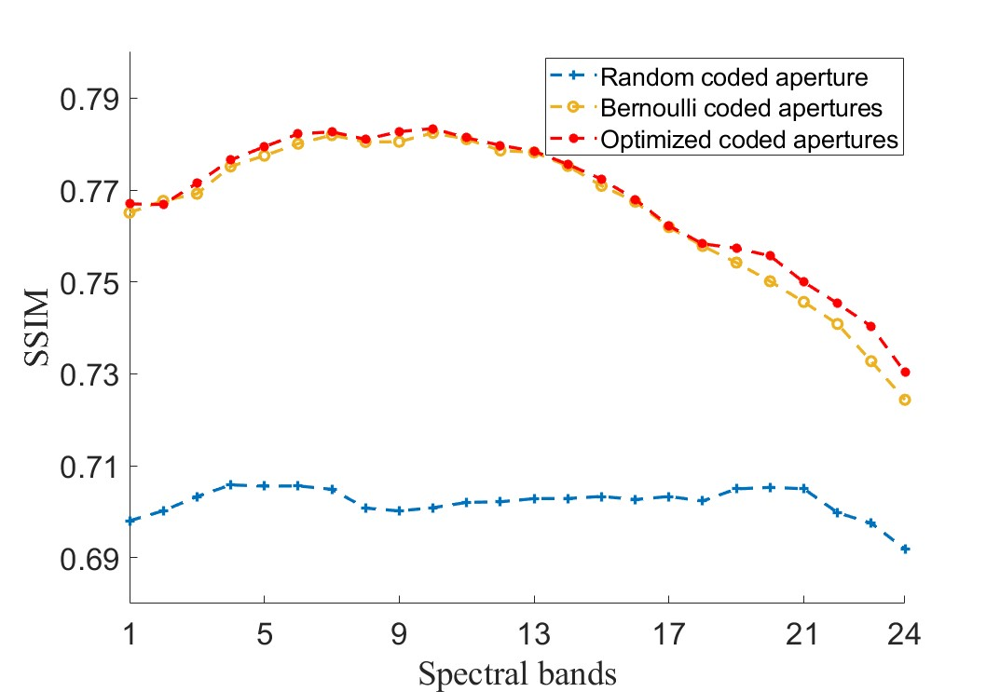 Random coded aperture
Bernoulli coded apertures
Optimized coded apertures
0.79
0.77
0.75
0.73
0.71
0.69
SSIM
1 5 9 13 17 21 24
Spectral bands